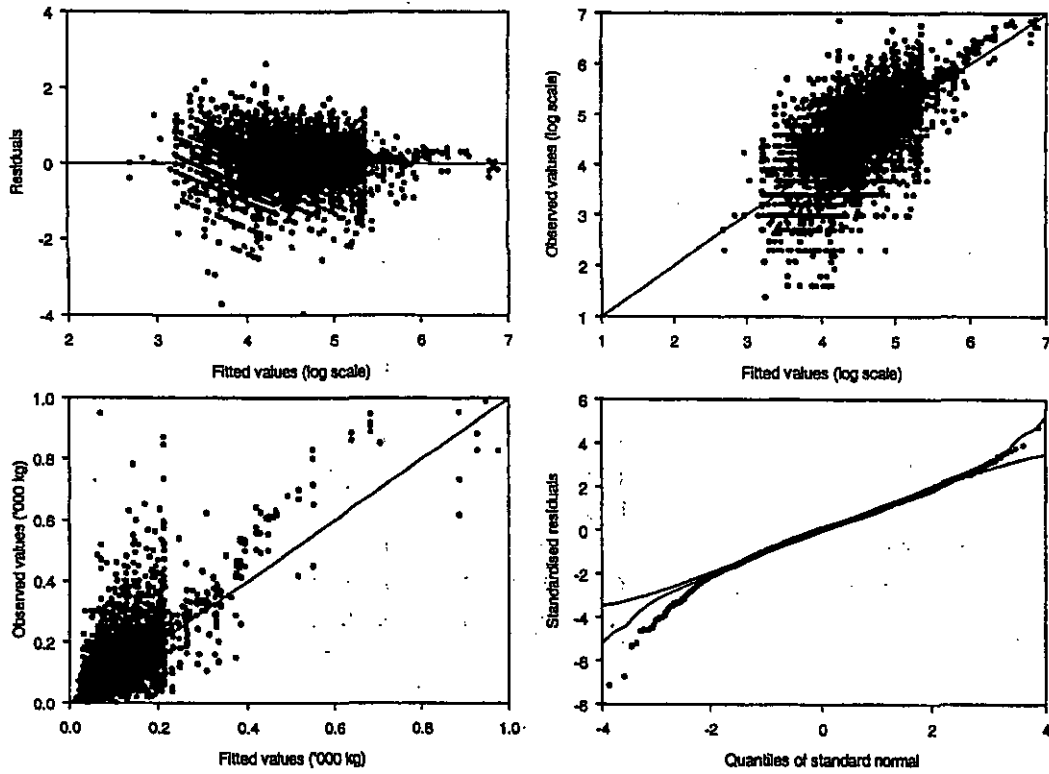 4
2
0
-2
-4
Residuals
2 3 4 5 6 7
Fitted values (log scale)
7
6
5
4
3
2
1
Observed values (log scale)
1 2 3 4 5 6 7
Fitted values (log scale)
1.0
0.8
0.6
0.4
0.2
0.0
Observed values ('000 kg)
0.0 0.2 0.4 0.6 0.8 1.0
Fitted values ('000 kg)
6
4
2
0
-2
-4
-6
-8
Standardised residuals
-4 -2 0 2 4
Quantiles of standard normal